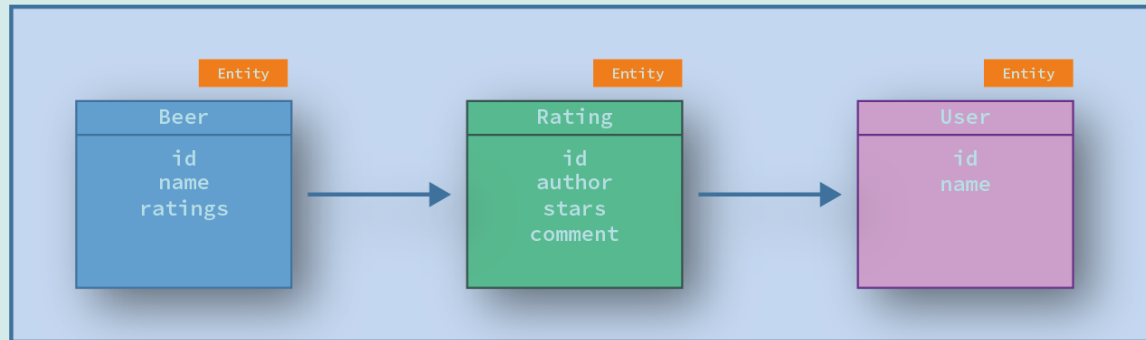 Entity
Beer
id
name
ratings
Entity
Rating
id
author
stars
comment
Entity
User
id
name